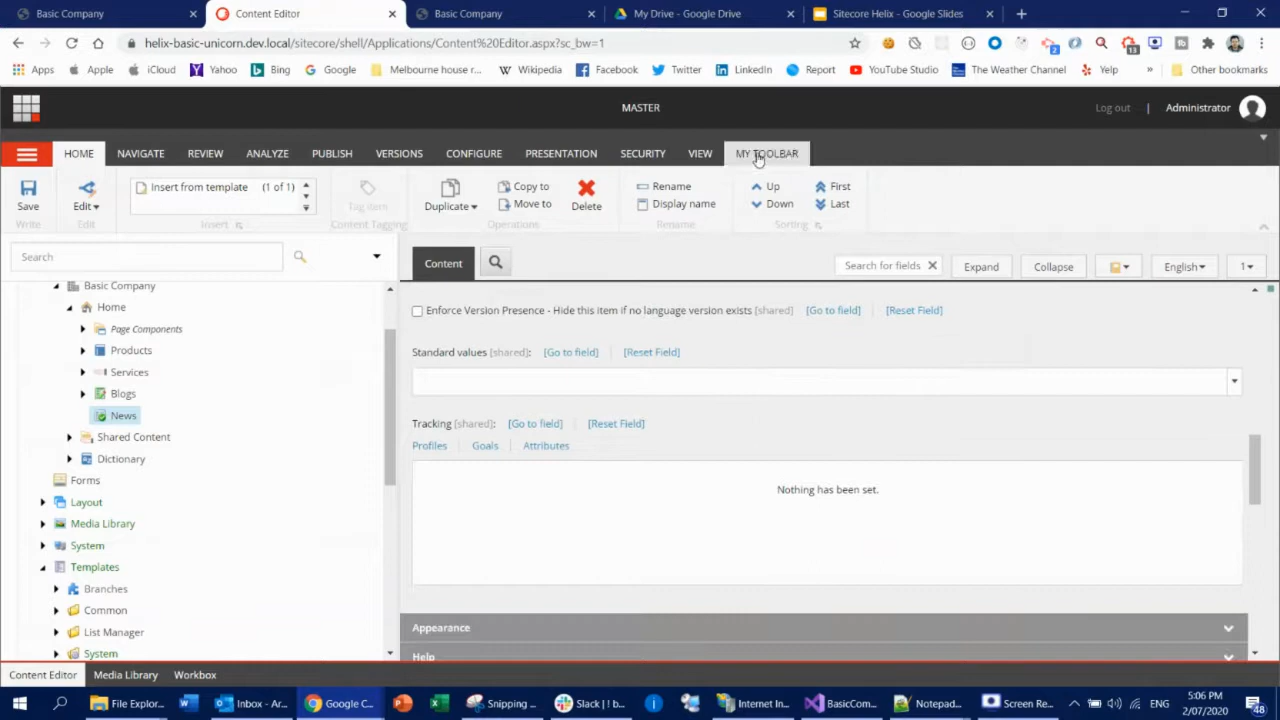 Basic Company
Content Editor
Basic Company
My Drive - Google Drive
Sitecore Helix - Google Slides
helix-basic-unicorn.dev.local/sitecore/shell/Applications/Content%20Editor.aspx?sc_bw=1
Apps Apple iCloud Yahoo Bing Google Melbourne house r... Wikipedia Facebook Twitter LinkedIn Report YouTube Studio The Weather Channel Yelp » Other bookmarks
MASTER
Log out | Administrator
HOME NAVIGATE REVIEW ANALYZE PUBLISH VERSIONS CONFIGURE PRESENTATION SECURITY VIEW MY TOOLBAR
Insert from template (1 of 1)
Copy to
Rename
Up
First
Save
Edit
Tag item
Duplicate
Move to
Delete
Display name
Down
Last
Write
Edit
Insert
Content Tagging
Operations
Rename
Sorting
Search
Content
Search for fields
Expand
Collapse
English
1
Basic Company
Home
Page Components
Products
Services
Blogs
News
Shared Content
Dictionary
Forms
Layout
Media Library
System
Templates
Branches
Common
List Manager
System
Enforce Version Presence - Hide this item if no language version exists [shared] [Go to field] | [Reset Field]
Standard values [shared]: [Go to field] | [Reset Field]
Tracking [shared]: [Go to field] | [Reset Field]
Profiles | Goals | Attributes
Nothing has been set.
Appearance
Help
Content Editor Media Library Workbox
File Explor...
Inbox - Ar...
Google C...
Snipping ...
Slack | ! b...
Internet In...
BasicCom...
Notepad...
Screen Re...
ENG
5:06 PM
2/07/2020
48